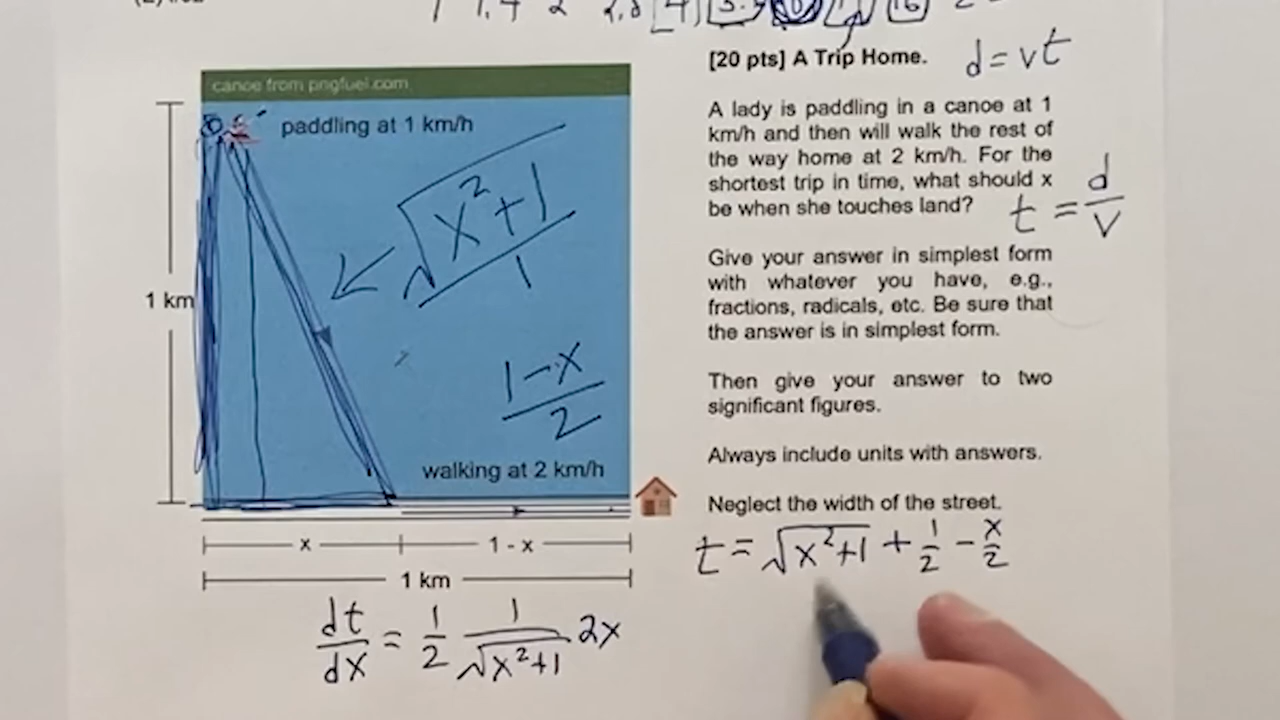 canoe from pngfuel.com
paddling at 1 km/h
√x²+1
1
1 km
1-x
2
walking at 2 km/h
x
1 - x
1 km
dt/dx = 1/2 1/√x²+1 2x
[20 pts] A Trip Home.
d = vt
A lady is paddling in a canoe at 1
km/h and then will walk the rest of
the way home at 2 km/h. For the
shortest trip in time, what should x
be when she touches land?
t = d/v
Give your answer in simplest form
with whatever you have, e.g.,
fractions, radicals, etc. Be sure that
the answer is in simplest form.
Then give your answer to two
significant figures.
Always include units with answers.
Neglect the width of the street.
t = √x²+1 + 1/2 - x/2